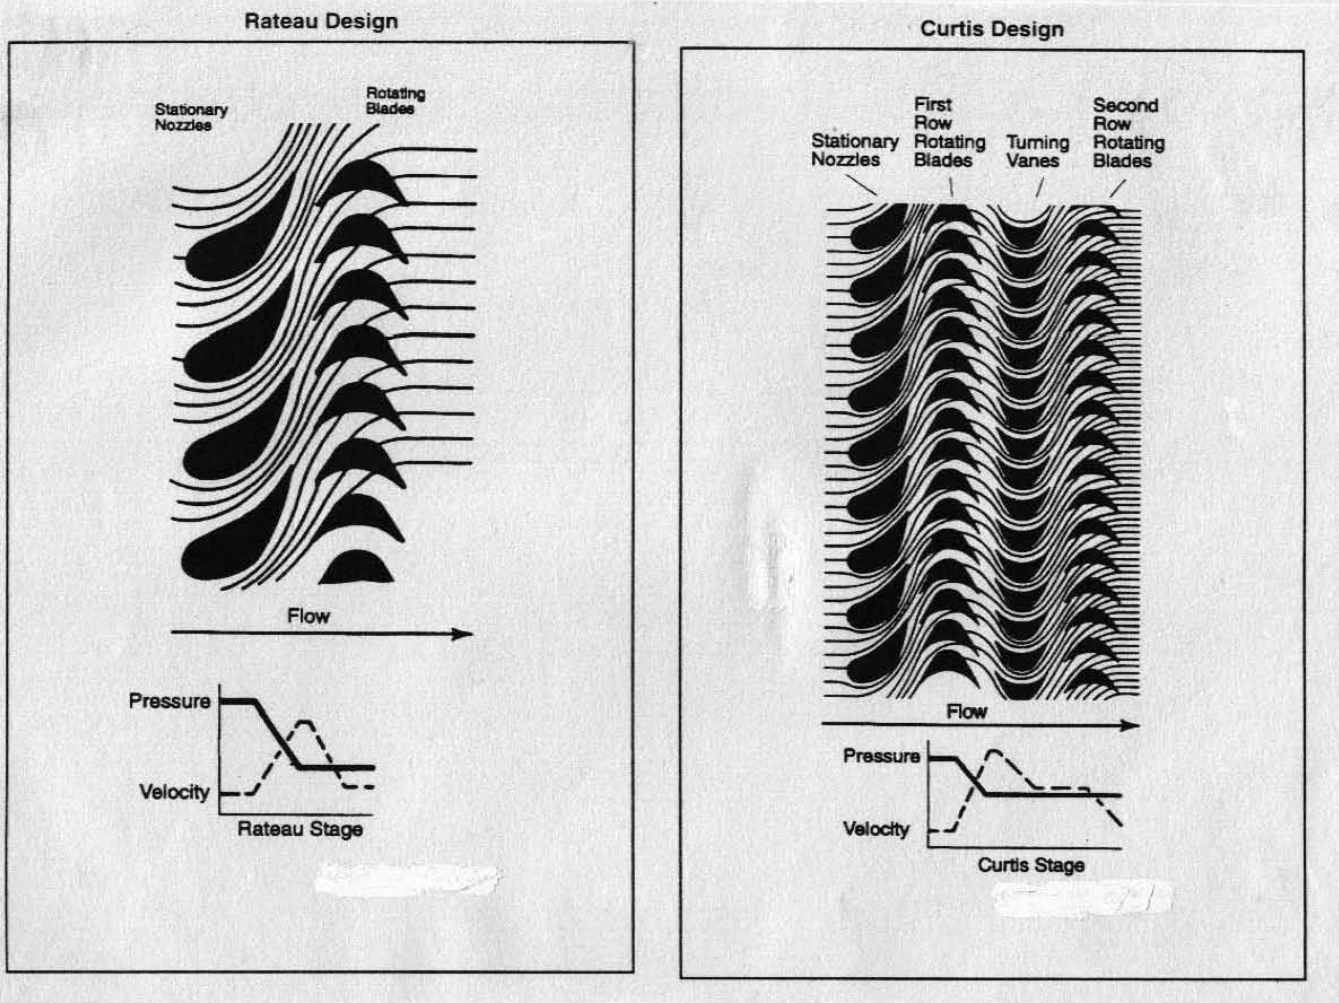 Rateau Design
Stationary
Nozzles
Rotating
Blades
Flow
Pressure
Velocity
Rateau Stage
Curtis Design
Stationary
Nozzles
First
Row
Rotating
Blades
Turning
Vanes
Second
Row
Rotating
Blades
Flow
Pressure
Velocity
Curtis Stage